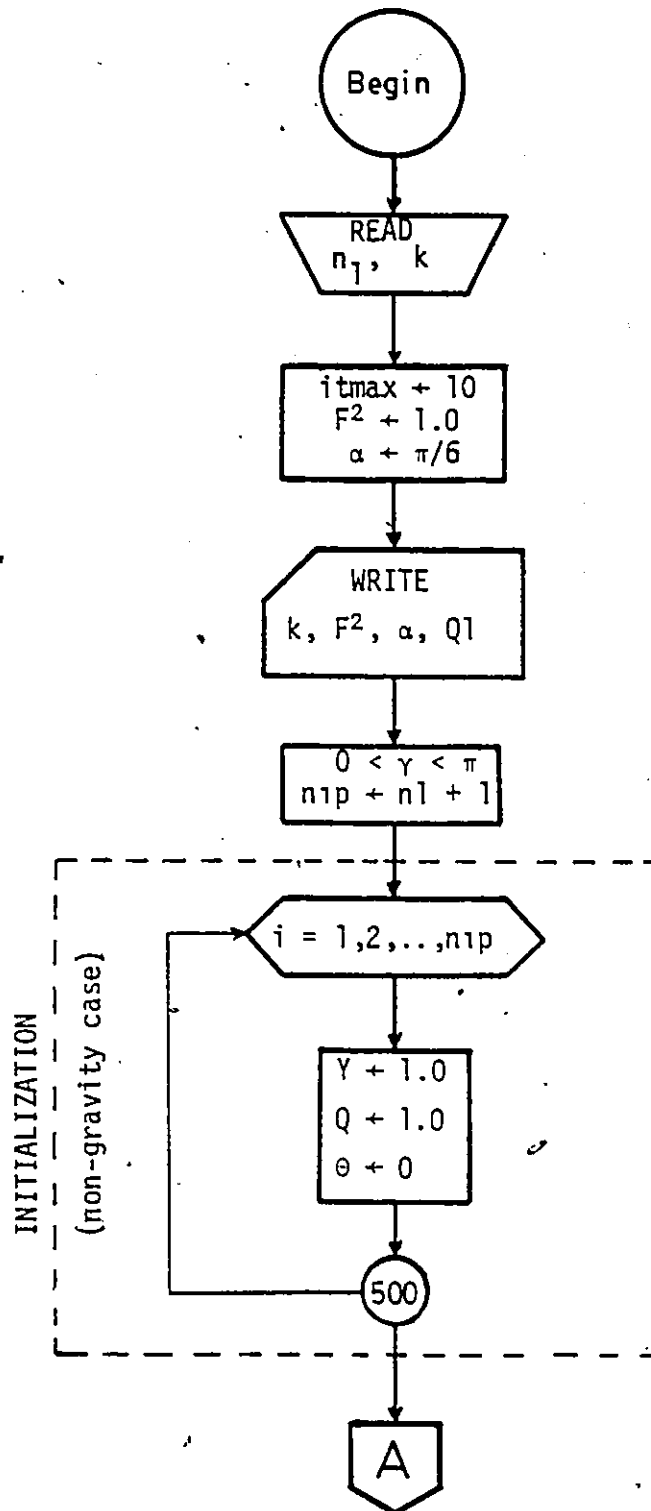 Begin
READ
n1, k
itmax ← 10
F² ← 1.0
α ← π/6
WRITE
k, F², α, Q1
0 < γ < π
n1p ← n1 + 1
INITIALIZATION
(non-gravity case)
i = 1,2,..,n1p
Y ← 1.0
Q ← 1.0
Θ ← 0
500
A